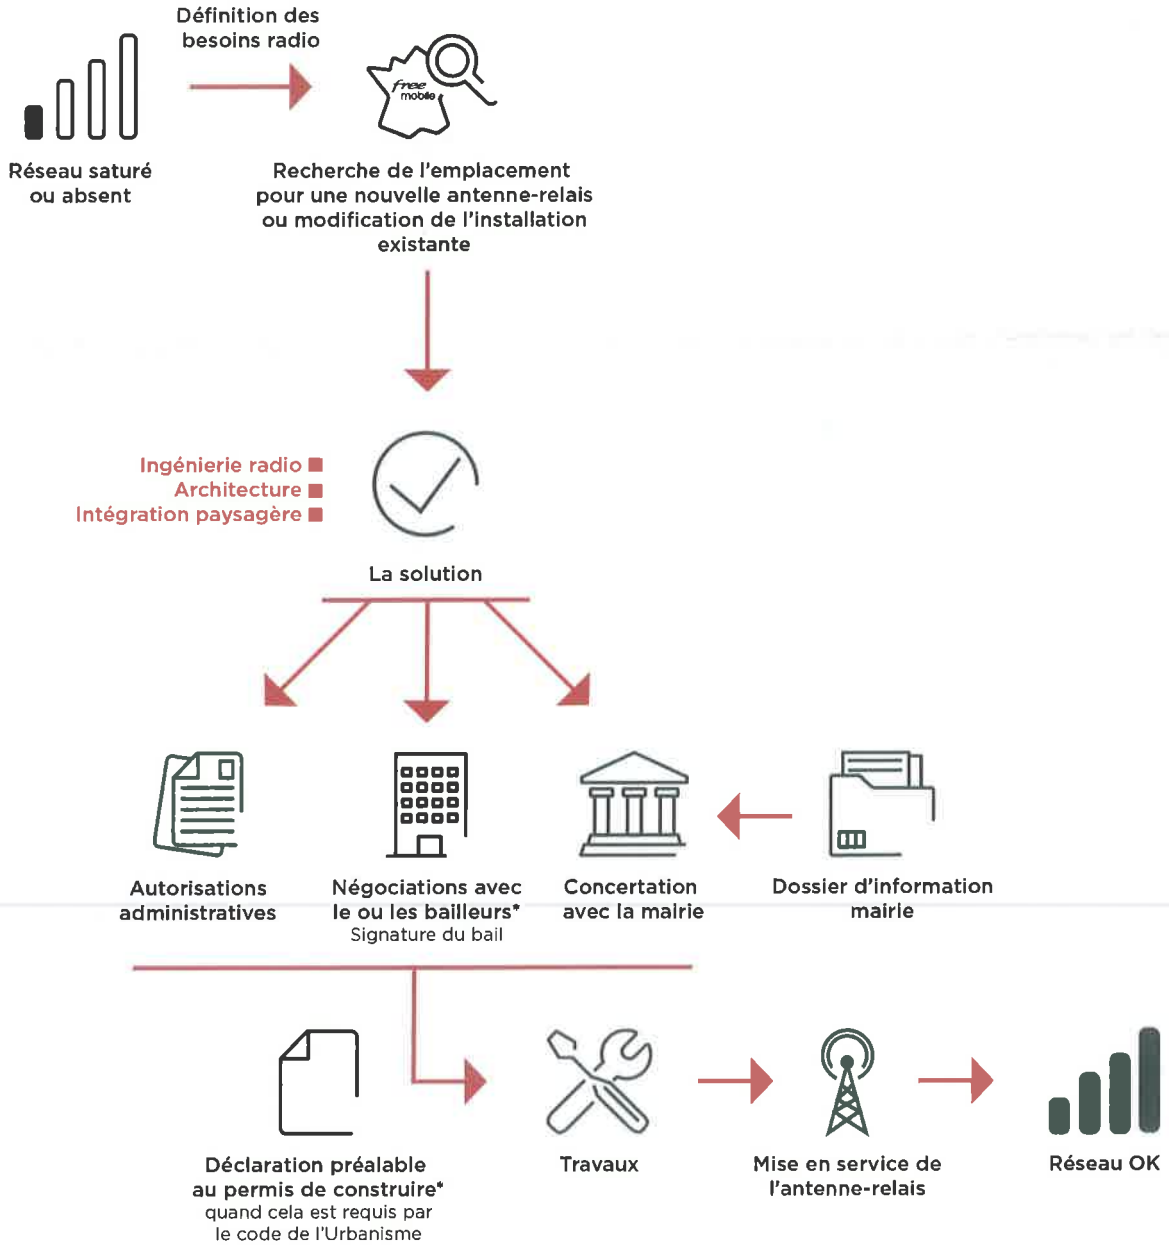 Définition des
besoins radio
free
mobile
Réseau saturé
ou absent
Recherche de l'emplacement
pour une nouvelle antenne-relais
ou modification de l'installation
existante
Ingénierie radio
Architecture
Intégration paysagère
La solution
Autorisations
administratives
Négociations avec
le ou les bailleurs*
Signature du bail
Concertation
avec la mairie
Dossier d'information
mairie
Déclaration préalable
au permis de construire*
quand cela est requis par
le code de l'Urbanisme
Travaux
Mise en service de
l'antenne-relais
Réseau OK